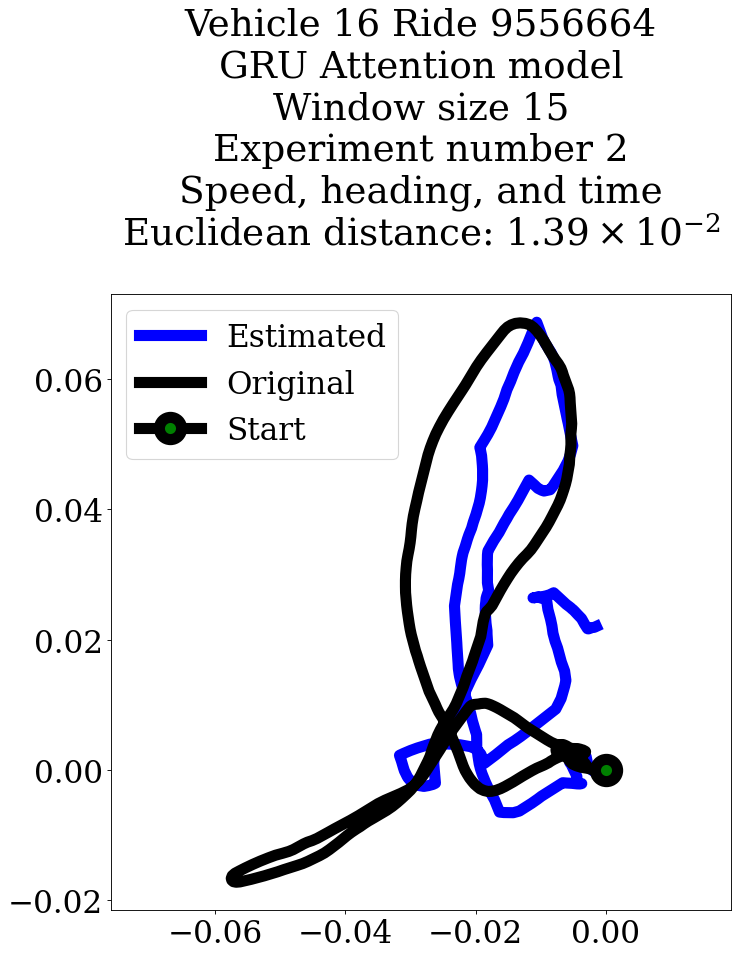 Vehicle 16 Ride 9556664
GRU Attention model
Window size 15
Experiment number 2
Speed, heading, and time
Euclidean distance: 1.39 × 10⁻²
Estimated
Original
Start
0.06
0.04
0.02
0.00
−0.02
−0.06
−0.04
−0.02
0.00